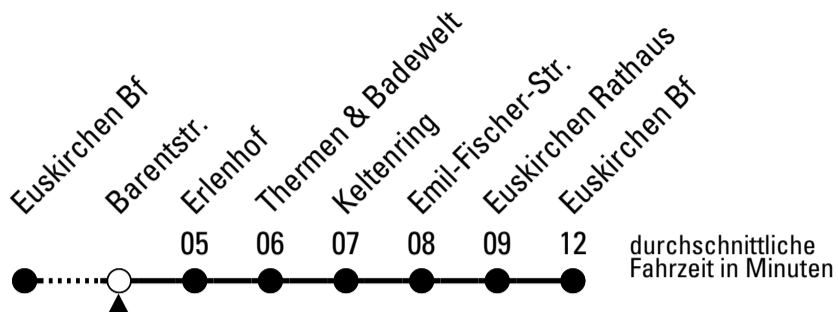 Euskirchen Bf
Barentstr.
Erlenhof
Thermen & Badewelt
Keltenring
Emil-Fischer-Str.
Euskirchen Rathaus
Euskirchen Bf
05 06 07 08 09 12
durchschnittliche
Fahrzeit in Minuten